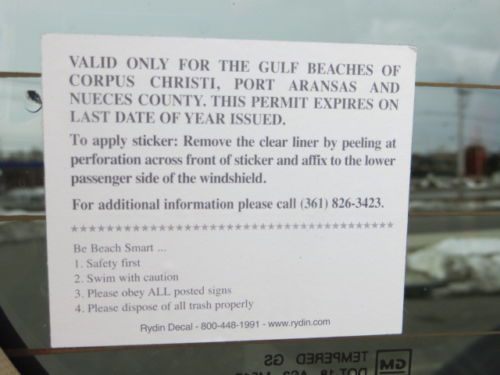 VALID ONLY FOR THE GULF BEACHES OF
CORPUS CHRISTI, PORT ARANSAS AND
NUECES COUNTY. THIS PERMIT EXPIRES ON
LAST DATE OF YEAR ISSUED.
To apply sticker: Remove the clear liner by peeling at
perforation across front of sticker and affix to the lower
passenger side of the windshield.
For additional information please call (361) 826-3423.
****************************************
Be Beach Smart ...
1. Safety first
2. Swim with caution
3. Please obey ALL posted signs
4. Please dispose of all trash properly
Rydin Decal - 800-448-1991 - www.rydin.com
GM
TEMPERED GS